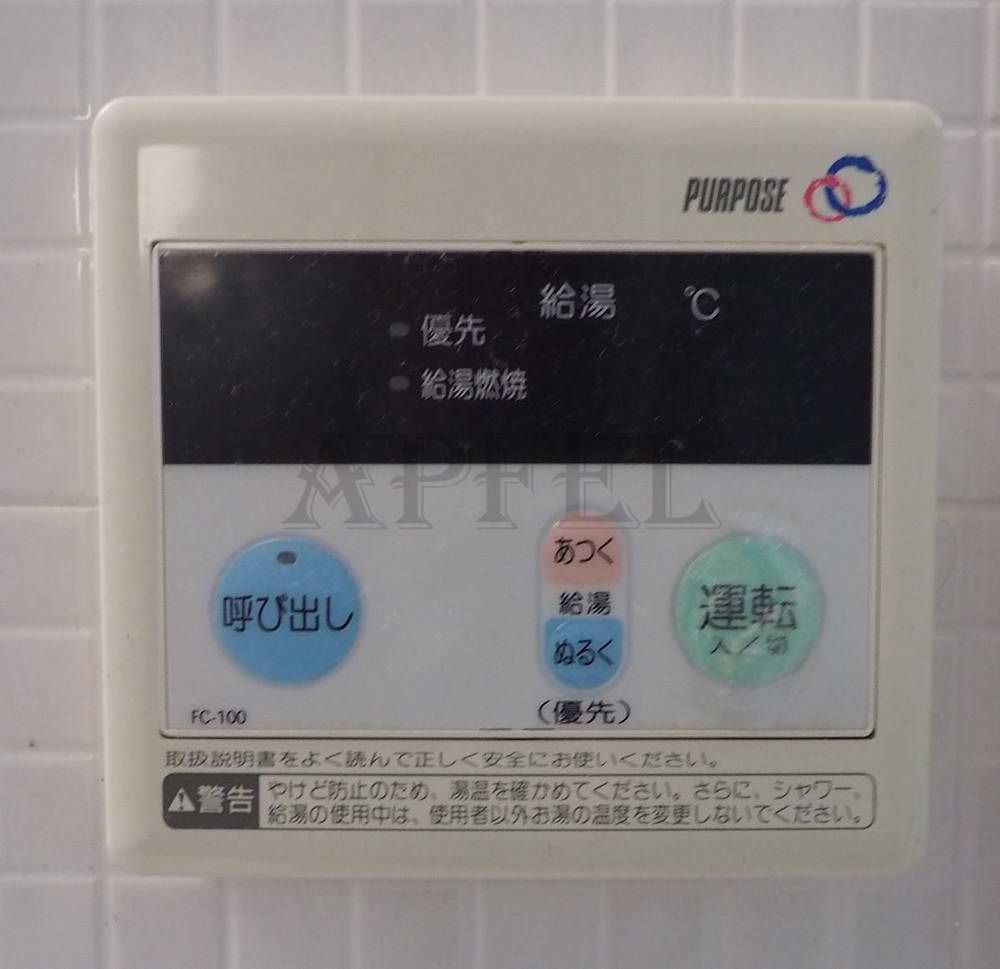 PURPOSE
給湯 ℃
優先
給湯燃焼
APFEL
あつく
呼び出し
給湯
運転
入/切
ぬるく
FC-100
(優先)
取扱説明書をよく読んで正しく安全にお使いください。
警告
やけど防止のため、湯温を確かめてください。さらに、シャワー、
給湯の使用中は、使用者以外お湯の温度を変更しないでください。